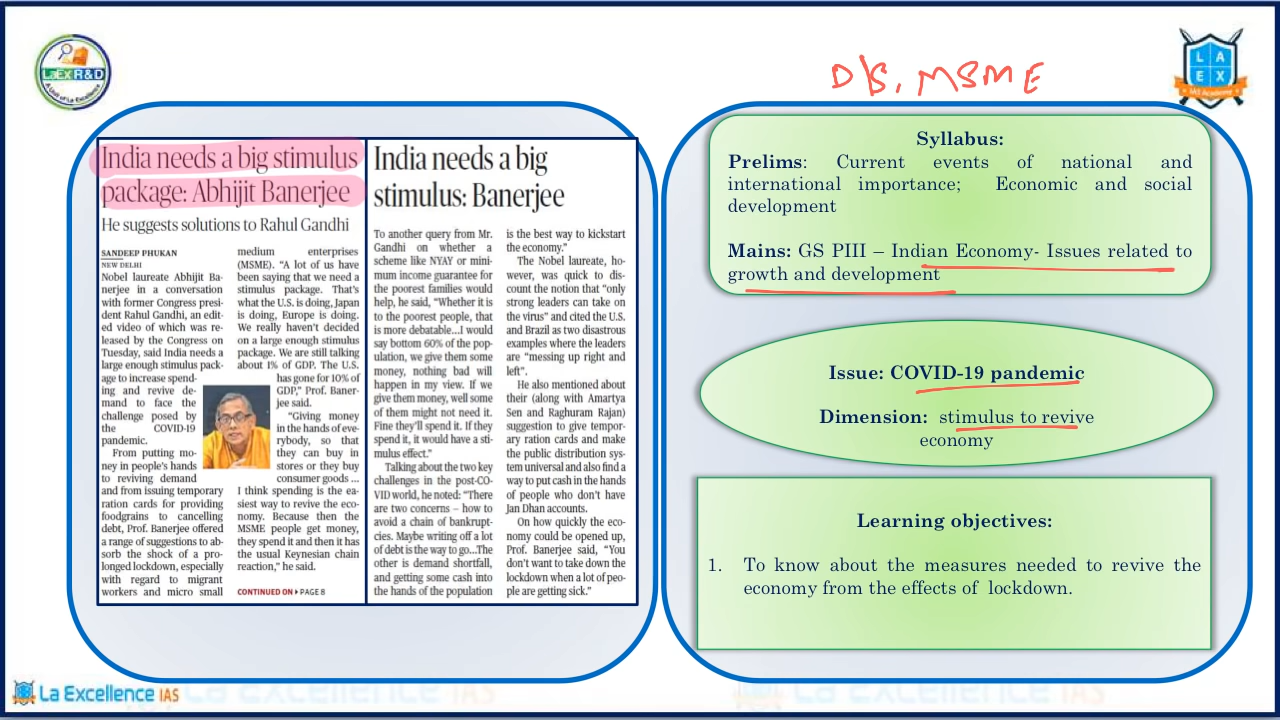 LaEx R&D
A Unit of La Excellence
D/S, MSME
L A
E X
IAS Academy
India needs a big stimulus
package: Abhijit Banerjee
He suggests solutions to Rahul Gandhi
SANDEEP PHUKAN
NEW DELHI
Nobel laureate Abhijit Ba-
nerjee in a conversation
with former Congress presi-
dent Rahul Gandhi, an edit-
ed video of which was re-
leased by the Congress on
Tuesday, said India needs a
large enough stimulus pack-
age to increase spend-
ing and revive de-
mand to face the
challenge posed by
the COVID-19
pandemic.
From putting mo-
ney in people's hands
to reviving demand
and from issuing temporary
ration cards for providing
foodgrains to cancelling
debt, Prof. Banerjee offered
a range of suggestions to ab-
sorb the shock of a pro-
longed lockdown, especially
with regard to migrant
workers and micro small
medium enterprises
(MSME). "A lot of us have
been saying that we need a
stimulus package. That's
what the U.S. is doing, Japan
is doing, Europe is doing.
We really haven't decided
on a large enough stimulus
package. We are still talking
about 1% of GDP. The U.S.
has gone for 10% of
GDP," Prof. Baner-
jee said.
"Giving money
in the hands of eve-
rybody, so that
they can buy in
stores or they buy
consumer goods ...
I think spending is the ea-
siest way to revive the eco-
nomy. Because then the
MSME people get money,
they spend it and then it has
the usual Keynesian chain
reaction," he said.
CONTINUED ON ▸ PAGE 8
India needs a big
stimulus: Banerjee
To another query from Mr.
Gandhi on whether a
scheme like NYAY or mini-
mum income guarantee for
the poorest families would
help, he said, "Whether it is
to the poorest people, that
is more debatable...I would
say bottom 60% of the pop-
ulation, we give them some
money, nothing bad will
happen in my view. If we
give them money, well some
of them might not need it.
Fine they'll spend it. If they
spend it, it would have a sti-
mulus effect."
Talking about the two key
challenges in the post-CO-
VID world, he noted: "There
are two concerns – how to
avoid a chain of bankrupt-
cies. Maybe writing off a lot
of debt is the way to go...The
other is demand shortfall,
and getting some cash into
the hands of the population
is the best way to kickstart
the economy."
The Nobel laureate, ho-
wever, was quick to dis-
count the notion that "only
strong leaders can take on
the virus" and cited the U.S.
and Brazil as two disastrous
examples where the leaders
are "messing up right and
left".
He also mentioned about
their (along with Amartya
Sen and Raghuram Rajan)
suggestion to give tempor-
ary ration cards and make
the public distribution sys-
tem universal and also find a
way to put cash in the hands
of people who don't have
Jan Dhan accounts.
On how quickly the eco-
nomy could be opened up,
Prof. Banerjee said, "You
don't want to take down the
lockdown when a lot of peo-
ple are getting sick."
Syllabus:
Prelims: Current events of national and
international importance; Economic and social
development
Mains: GS PIII – Indian Economy- Issues related to
growth and development
Issue: COVID-19 pandemic
Dimension: stimulus to revive
economy
Learning objectives:
1. To know about the measures needed to revive the
economy from the effects of lockdown.
La Excellence IAS